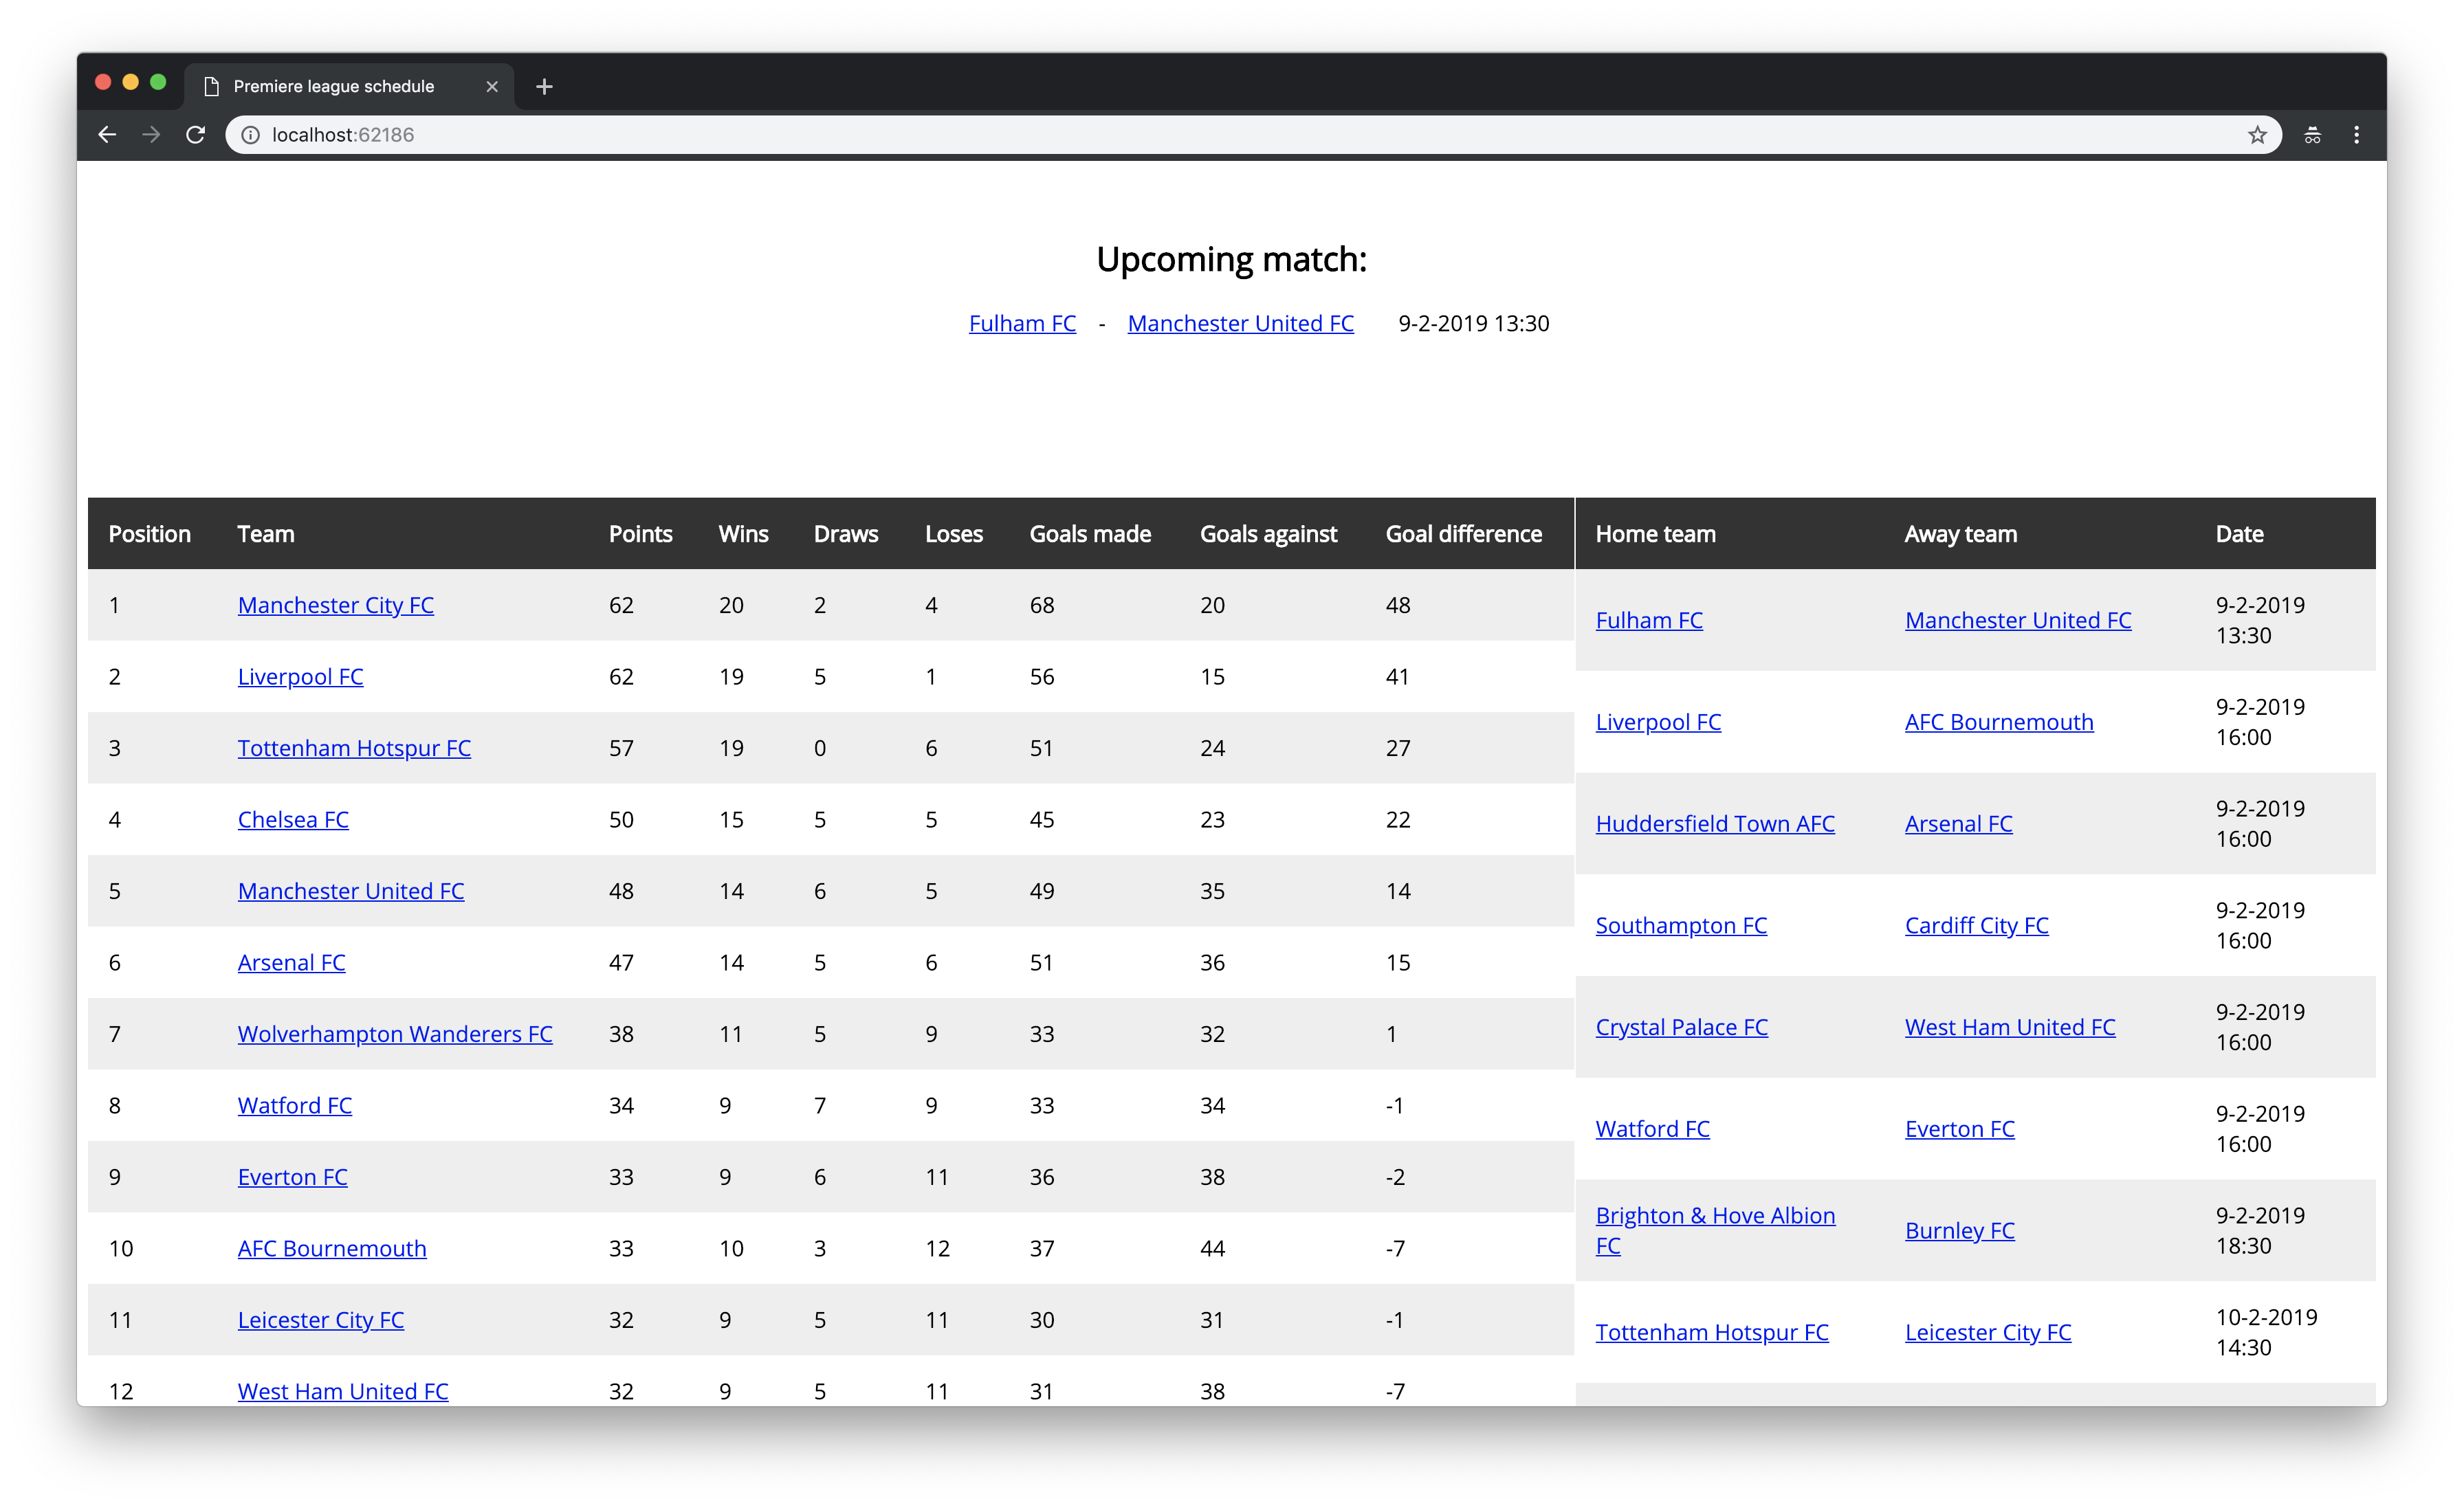 Premiere league schedule
localhost:62186
Upcoming match:
Fulham FC - Manchester United FC 9-2-2019 13:30
Position Team Points Wins Draws Loses Goals made Goals against Goal difference
1 Manchester City FC 62 20 2 4 68 20 48
2 Liverpool FC 62 19 5 1 56 15 41
3 Tottenham Hotspur FC 57 19 0 6 51 24 27
4 Chelsea FC 50 15 5 5 45 23 22
5 Manchester United FC 48 14 6 5 49 35 14
6 Arsenal FC 47 14 5 6 51 36 15
7 Wolverhampton Wanderers FC 38 11 5 9 33 32 1
8 Watford FC 34 9 7 9 33 34 -1
9 Everton FC 33 9 6 11 36 38 -2
10 AFC Bournemouth 33 10 3 12 37 44 -7
11 Leicester City FC 32 9 5 11 30 31 -1
12 West Ham United FC 32 9 5 11 31 38 -7
Home team Away team Date
Fulham FC Manchester United FC 9-2-2019
13:30
Liverpool FC AFC Bournemouth 9-2-2019
16:00
Huddersfield Town AFC Arsenal FC 9-2-2019
16:00
Southampton FC Cardiff City FC 9-2-2019
16:00
Crystal Palace FC West Ham United FC 9-2-2019
16:00
Watford FC Everton FC 9-2-2019
16:00
Brighton & Hove Albion
FC Burnley FC 9-2-2019
18:30
Tottenham Hotspur FC Leicester City FC 10-2-2019
14:30